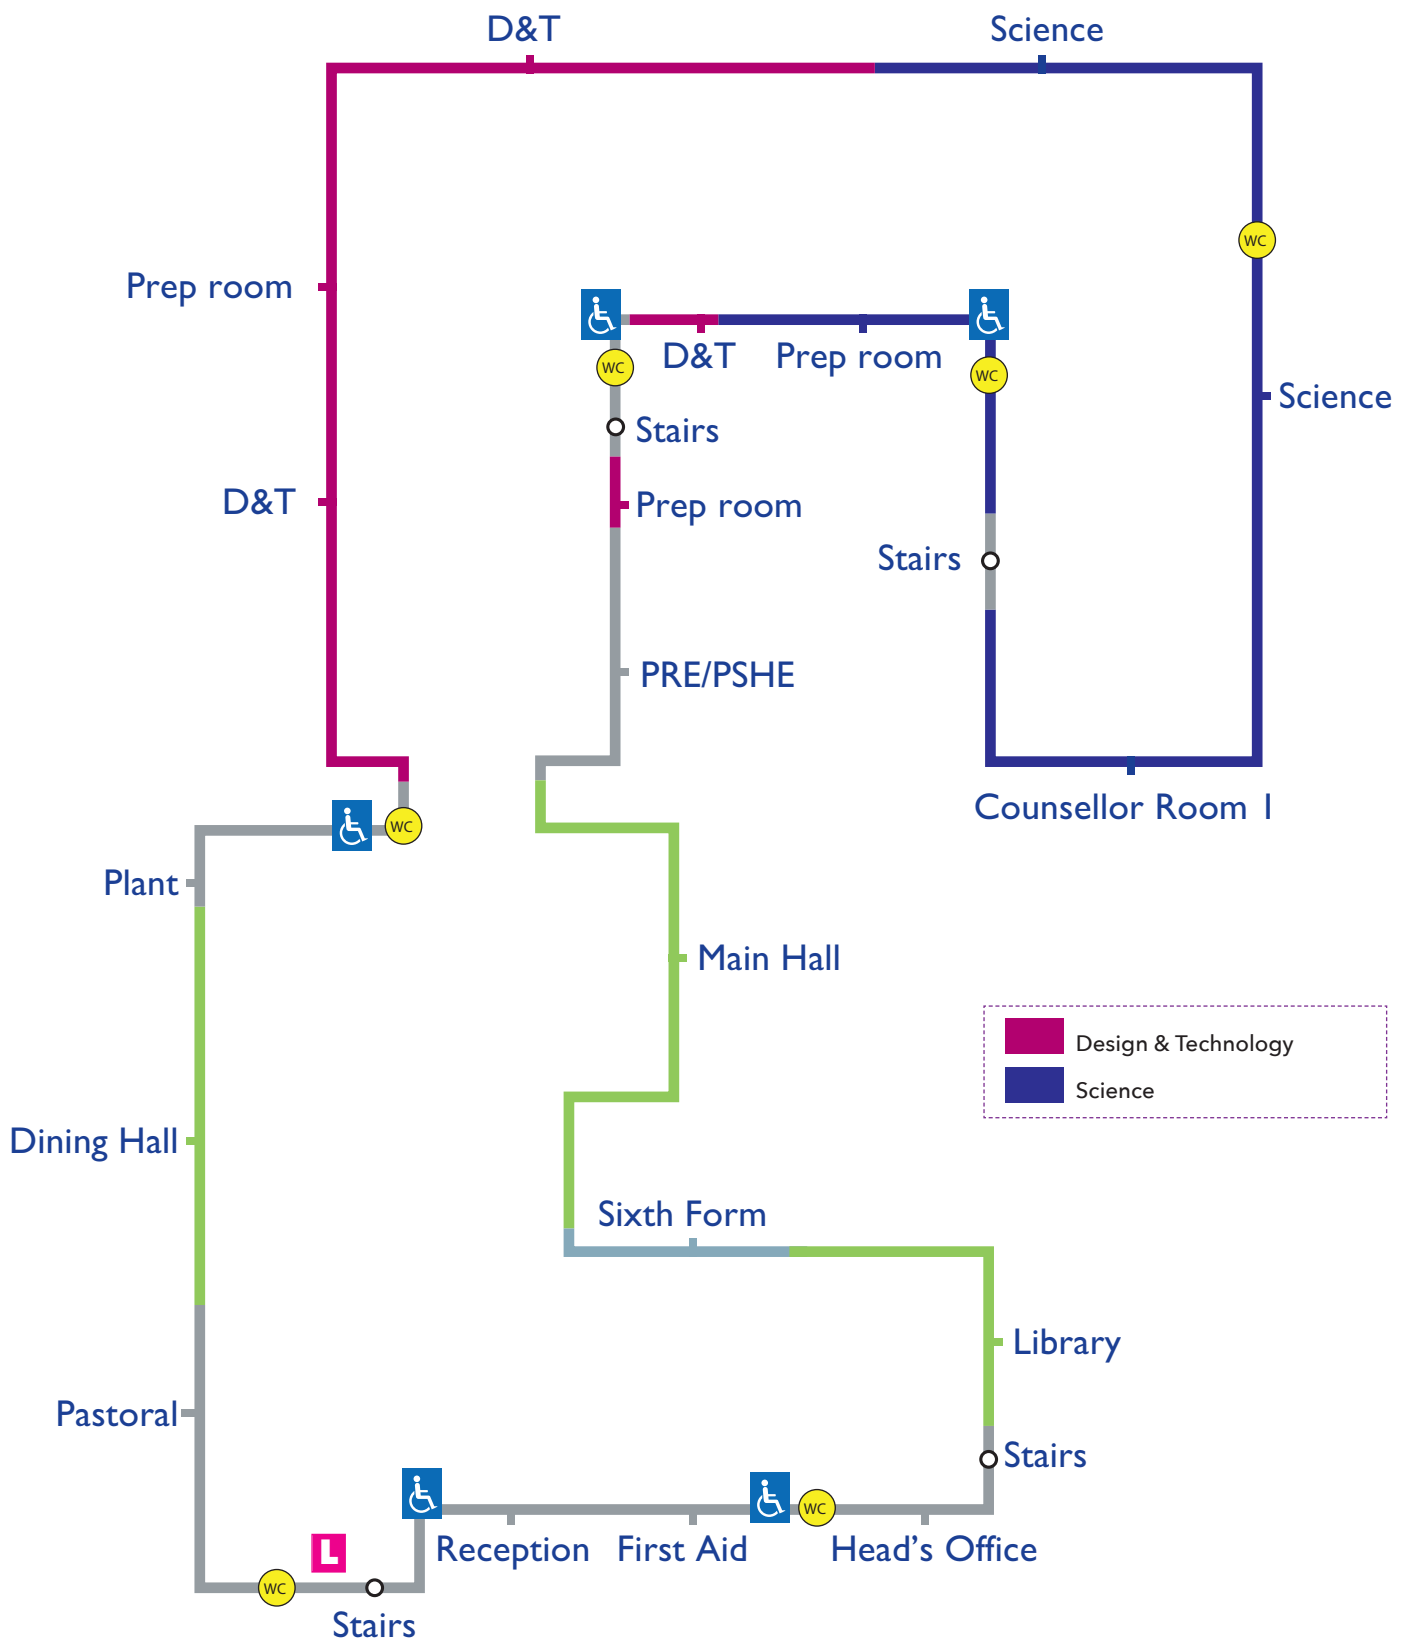 D&T
Science
WC
Prep room
D&T
Prep room
WC
WC
Science
Stairs
D&T
Prep room
Stairs
PRE/PSHE
Counsellor Room 1
WC
Plant
Main Hall
Design & Technology
Science
Dining Hall
Sixth Form
Library
Pastoral
Stairs
WC
Reception
First Aid
Head's Office
L
WC
Stairs